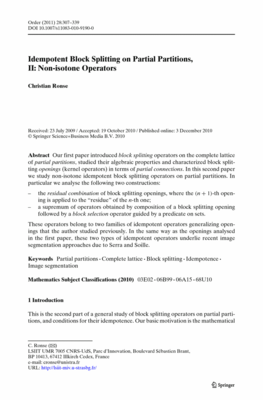 Order (2011) 28:307–339
DOI 10.1007/s11083-010-9190-0
Idempotent Block Splitting on Partial Partitions,
II: Non-isotone Operators
Christian Ronse
Received: 23 July 2009 / Accepted: 19 October 2010 / Published online: 3 December 2010
© Springer Science+Business Media B.V. 2010
Abstract Our first paper introduced block splitting operators on the complete lattice
of partial partitions, studied their algebraic properties and characterized block split-
ting openings (kernel operators) in terms of partial connections. In this second paper
we study non-isotone idempotent block splitting operators on partial partitions. In
particular we analyse the following two constructions:
– the residual combination of block splitting openings, where the (n + 1)-th open-
ing is applied to the “residue” of the n-th one;
– a supremum of operators obtained by composition of a block splitting opening
followed by a block selection operator guided by a predicate on sets.
These operators belong to two families of idempotent operators generalizing open-
ings that the author studied previously. In the same way as the openings analysed
in the first paper, these two types of idempotent operators underlie recent image
segmentation approaches due to Serra and Soille.
Keywords Partial partitions · Complete lattice · Block splitting · Idempotence ·
Image segmentation
Mathematics Subject Classifications (2010) 03E02 · 06B99 · 06A15 · 68U10
1 Introduction
This is the second part of a general study of block splitting operators on partial parti-
tions, and conditions for their idempotence. Our basic motivation is the mathematical
C. Ronse (✉)
LSIIT UMR 7005 CNRS-UdS, Parc d'Innovation, Boulevard Sébastien Brant,
BP 10413, 67412 Illkirch Cedex, France
e-mail: cronse@unistra.fr
URL: http://lsiit-miv.u-strasbg.fr/
Springer